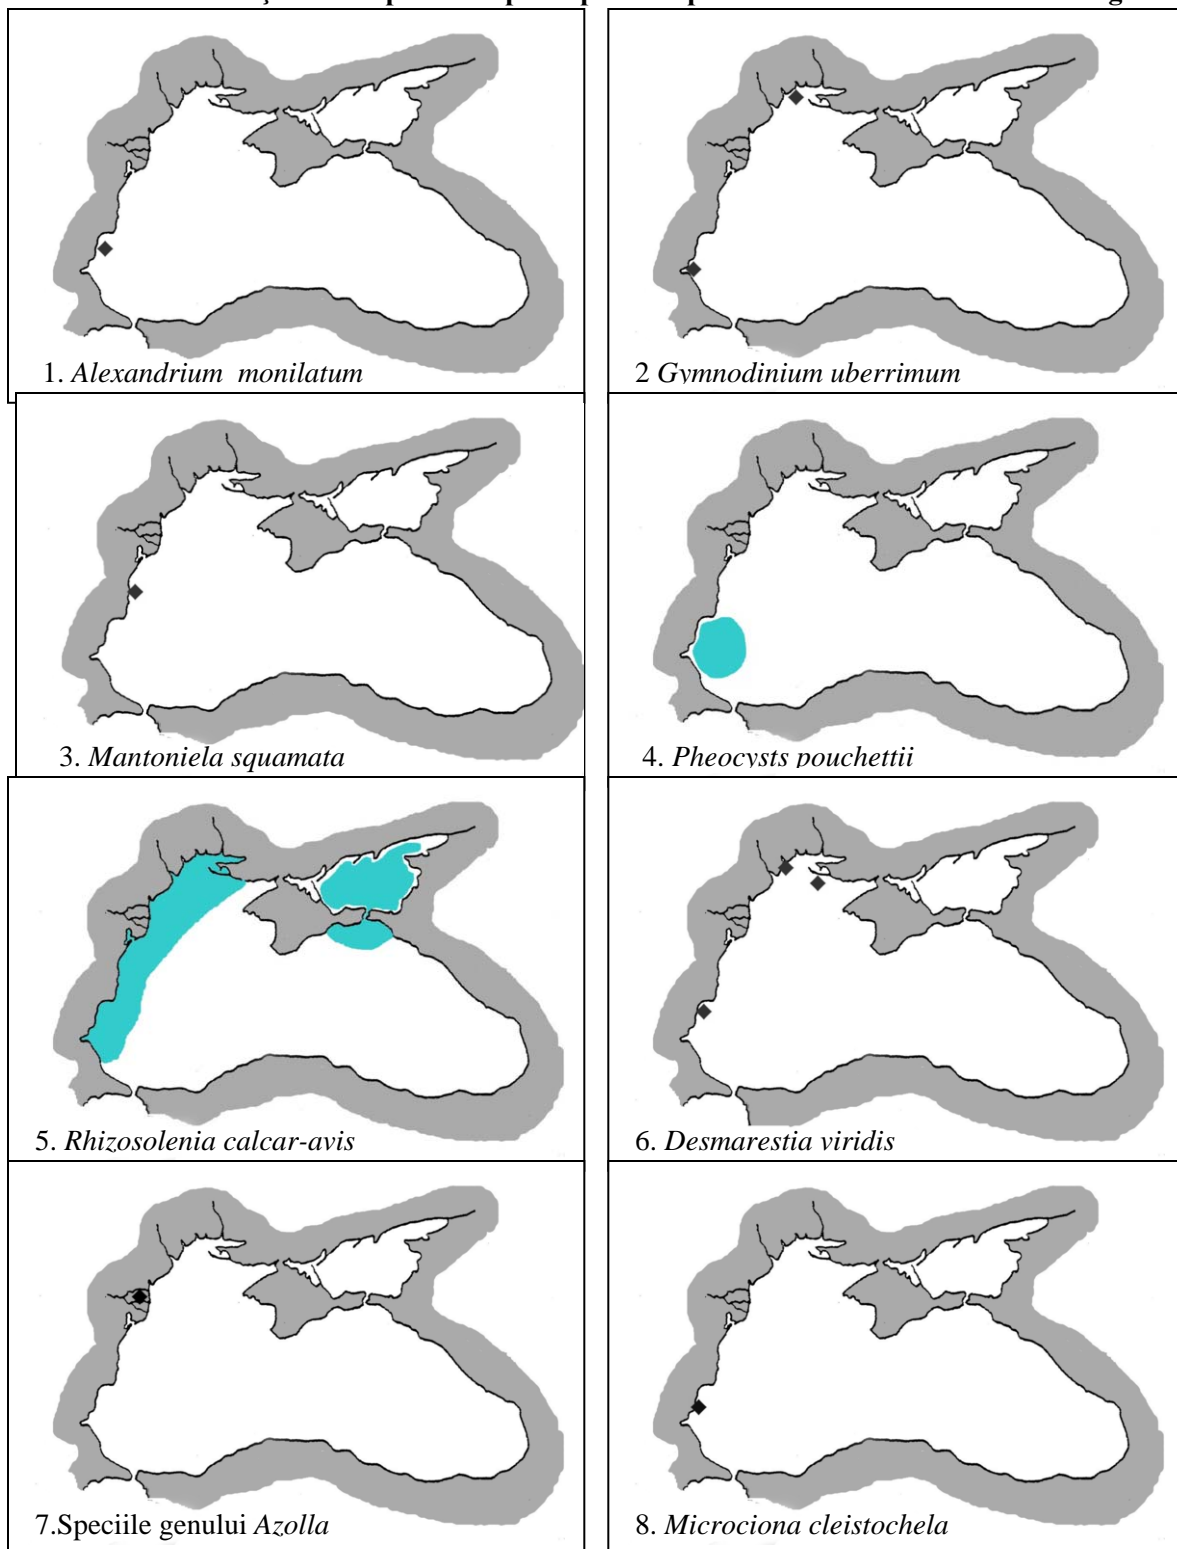 1. Alexandrium monilatum
2 Gymnodinium uberrimum
3. Mantoniela squamata
4. Pheocysts pouchettii
5. Rhizosolenia calcar-avis
6. Desmarestia viridis
7.Speciile genului Azolla
8. Microciona cleistochela